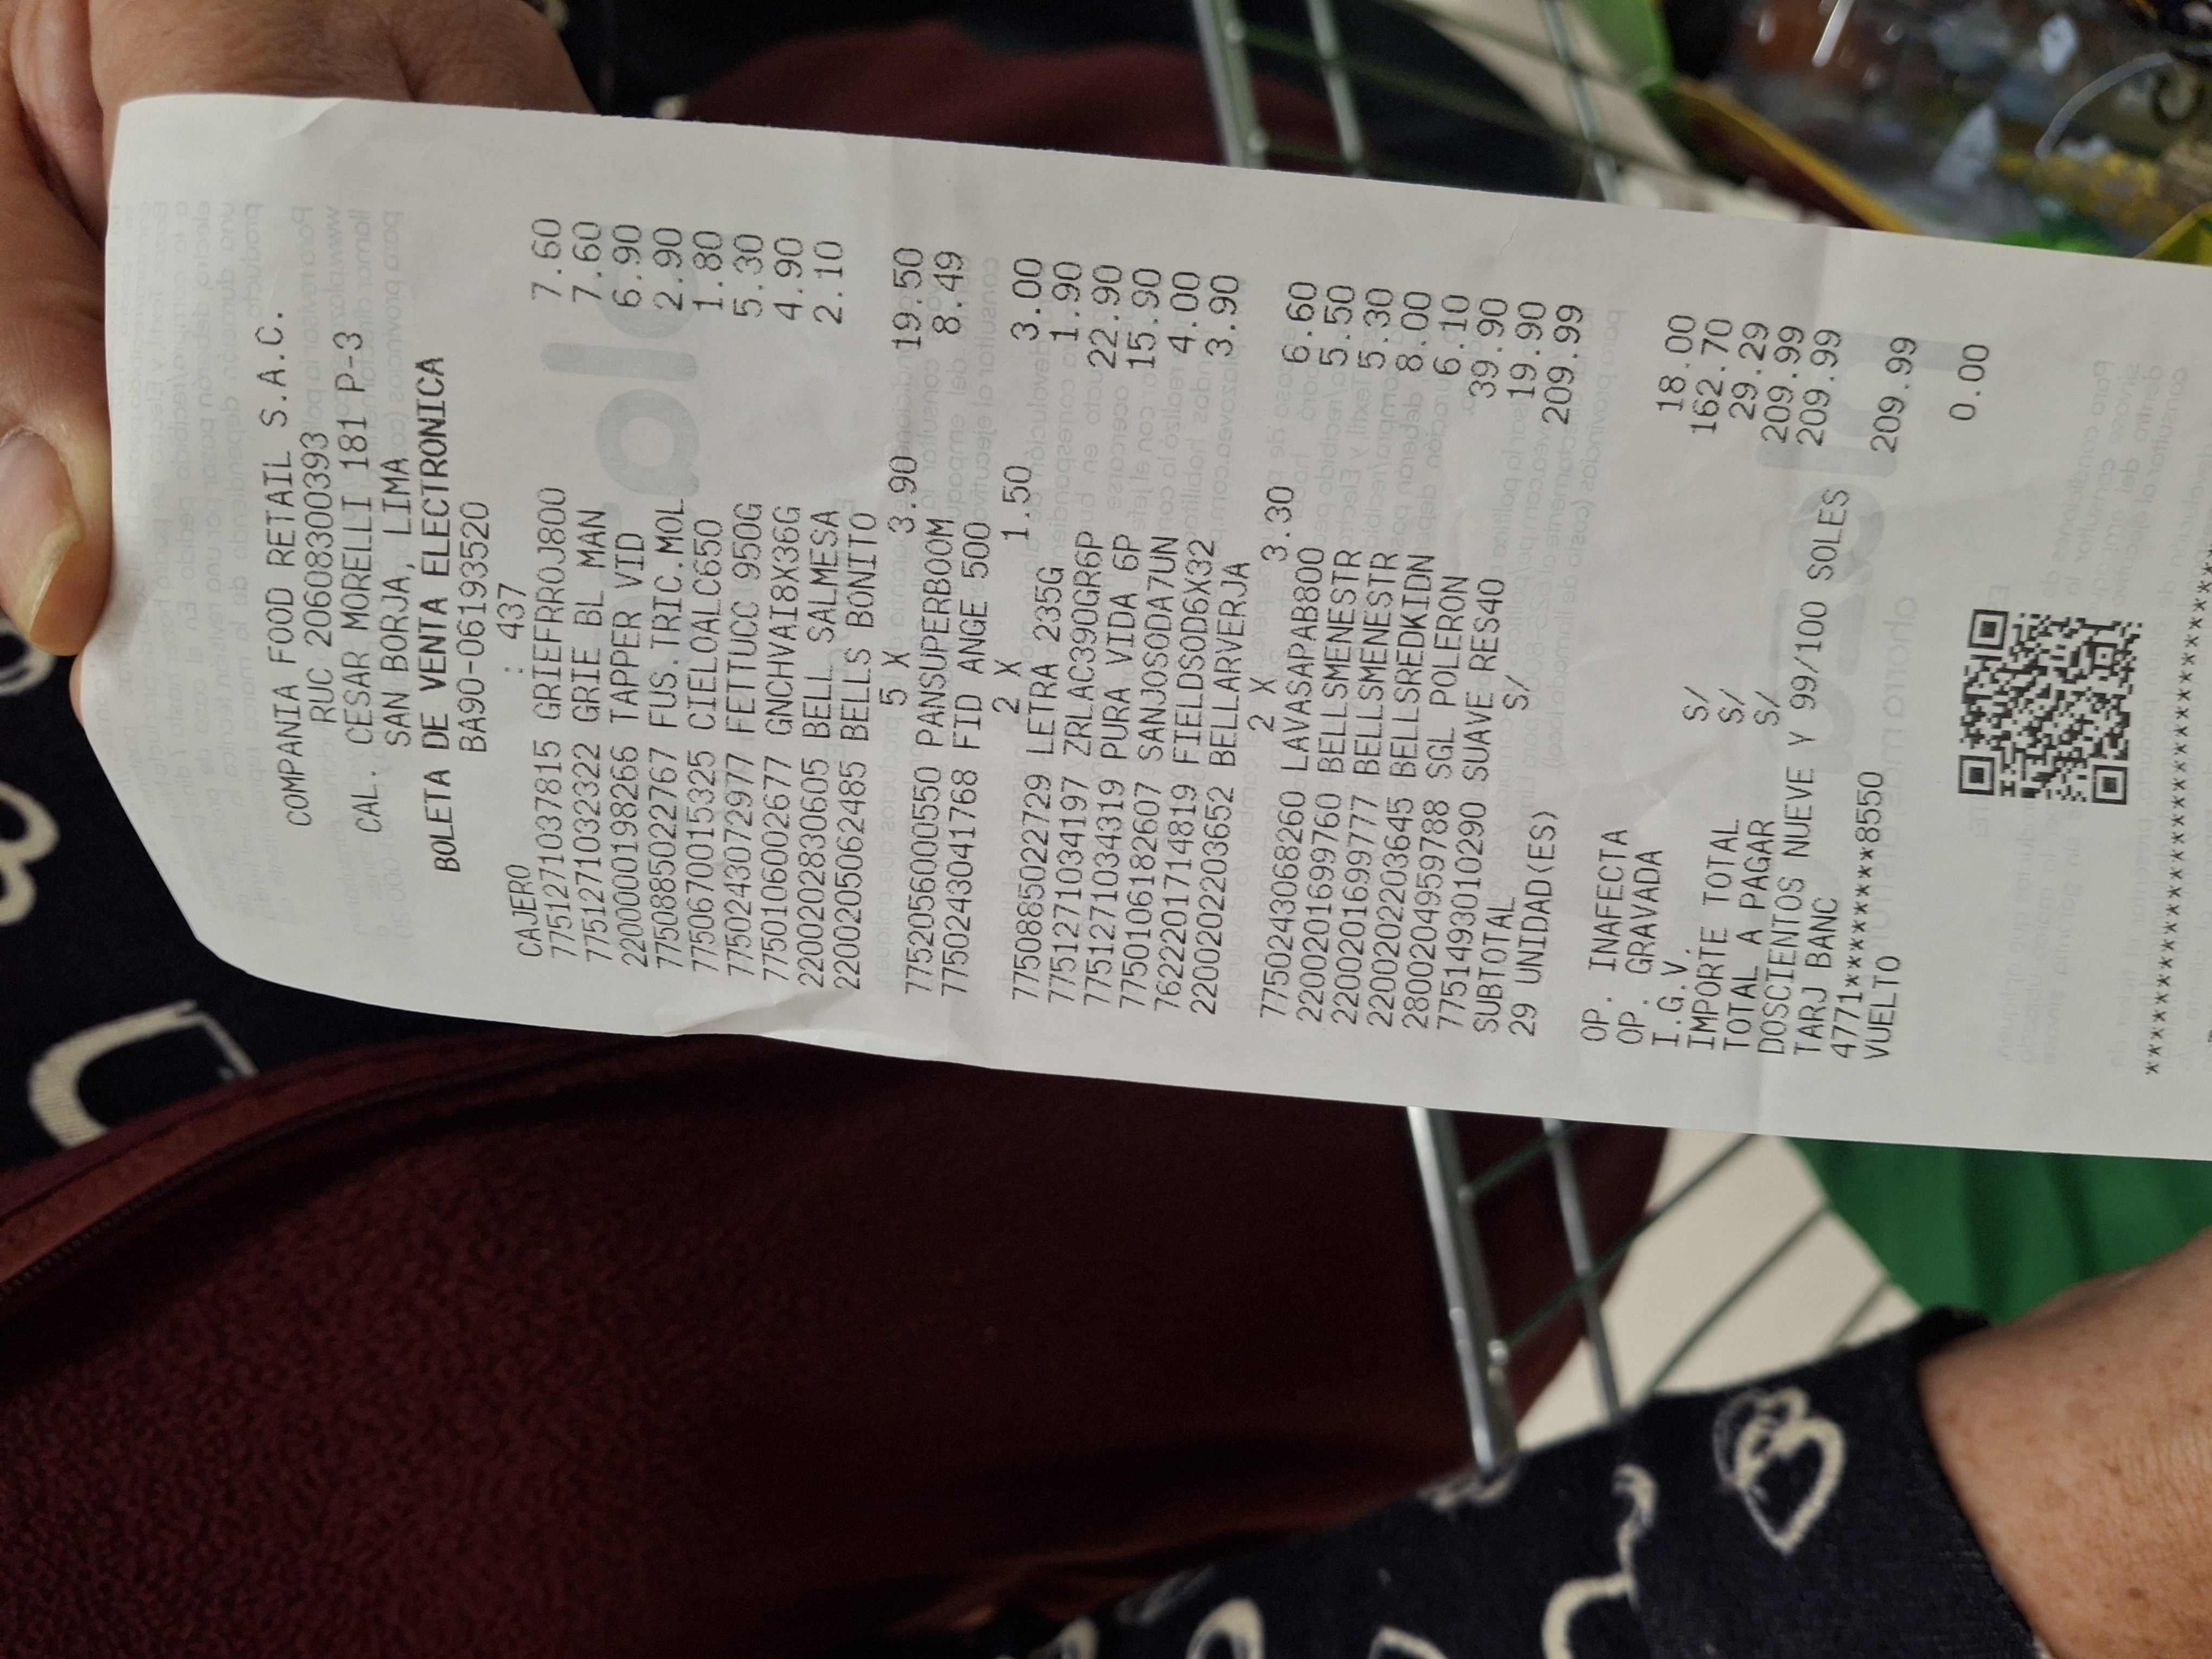 COMPANIA FOOD RETAIL S.A.C.
RUC 20608300393
CAL. CESAR MORELLI 181 P-3
SAN BORJA, LIMA
BOLETA DE VENTA ELECTRONICA
BA90-06193520
CAJERO : 437
7751271037815 GRIEFRROJ800 7.60
7751271032322 GRIE BL MAN 7.60
2200000198266 TAPPER VID 6.90
7750885022767 FUS.TRIC.MOL 2.90
7750670015325 CIELOALC650 1.80
7750243072977 FETTUCC 950G 5.30
7750106002677 GNCHVAI8X36G 4.90
2200202830605 BELL SALMESA 2.10
2200205062485 BELLS BONITO
5 X 3.90 19.50
7752056000550 PANSUPERBOOM 8.49
7750243041768 FID ANGE 500
2 X 1.50 3.00
7750885022729 LETRA 235G 1.90
7751271034197 ZRLAC390GR6P 22.90
7751271034319 PURA VIDA 6P 15.90
7750106182607 SANJOSODA7UN 4.00
7622201714819 FIELDSOD6X32 3.90
2200202203652 BELLARVERJA
2 X 3.30 6.60
7750243068260 LAVASAPAB800 5.50
2200201699760 BELLSMENESTR 5.30
2200201699777 BELLSMENESTR 8.00
2200202203645 BELLSREDKIDN 6.10
2800204959788 SGL POLERON 39.90
7751493010290 SUAVE RES40 19.90
SUBTOTAL S/ 209.99
29 UNIDAD(ES)
OP. INAFECTA 18.00
OP. GRAVADA 162.70
I.G.V. S/ 29.29
IMPORTE TOTAL S/ 209.99
TOTAL A PAGAR S/ 209.99
DOSCIENTOS NUEVE Y 99/100 SOLES
TARJ BANC 209.99
4771********8550
VUELTO 0.00